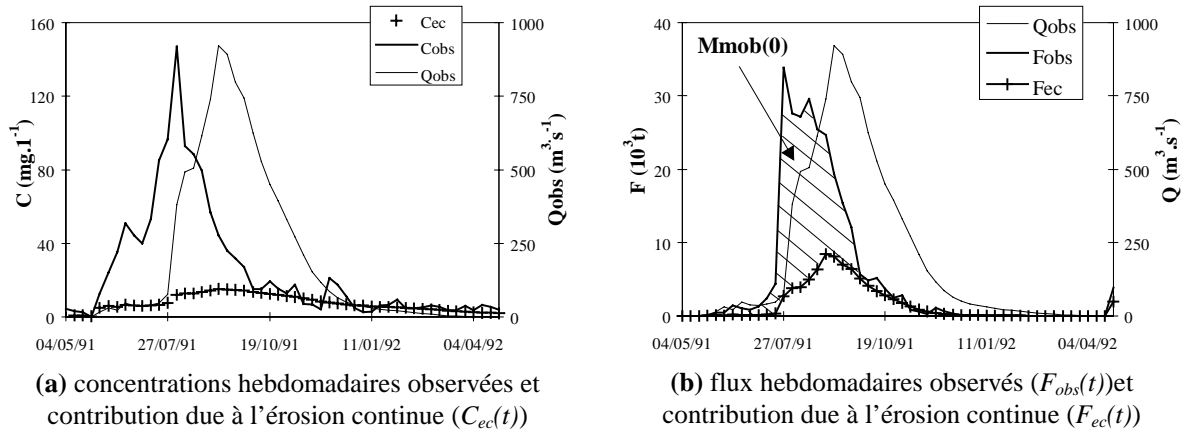 160
120
80
40
0
C (mg.l⁻¹)
Cec
Cobs
Qobs
1000
750
500
250
0
Qobs (m³·s⁻¹)
04/05/91 27/07/91 19/10/91 11/01/92 04/04/92
(a) concentrations hebdomadaires observées et
contribution due à l’érosion continue (Cec(t))
40
30
20
10
0
F (10³t)
Mmob(0)
Qobs
Fobs
Fec
1000
750
500
250
0
Q (m³.s⁻¹)
04/05/91 27/07/91 19/10/91 11/01/92 04/04/92
(b) flux hebdomadaires observés (Fobs(t))et
contribution due à l’érosion continue (Fec(t))